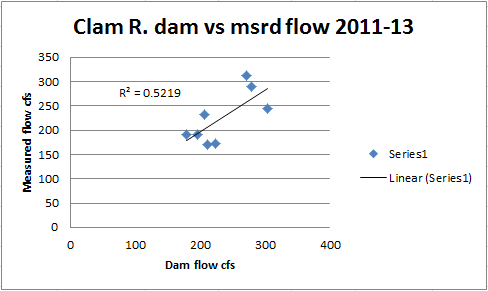 Clam R. dam vs msrd flow 2011-13
Measured flow cfs
350
300
250
200
150
100
50
0
R² = 0.5219
0 100 200 300 400
Dam flow cfs
Series1
Linear (Series1)